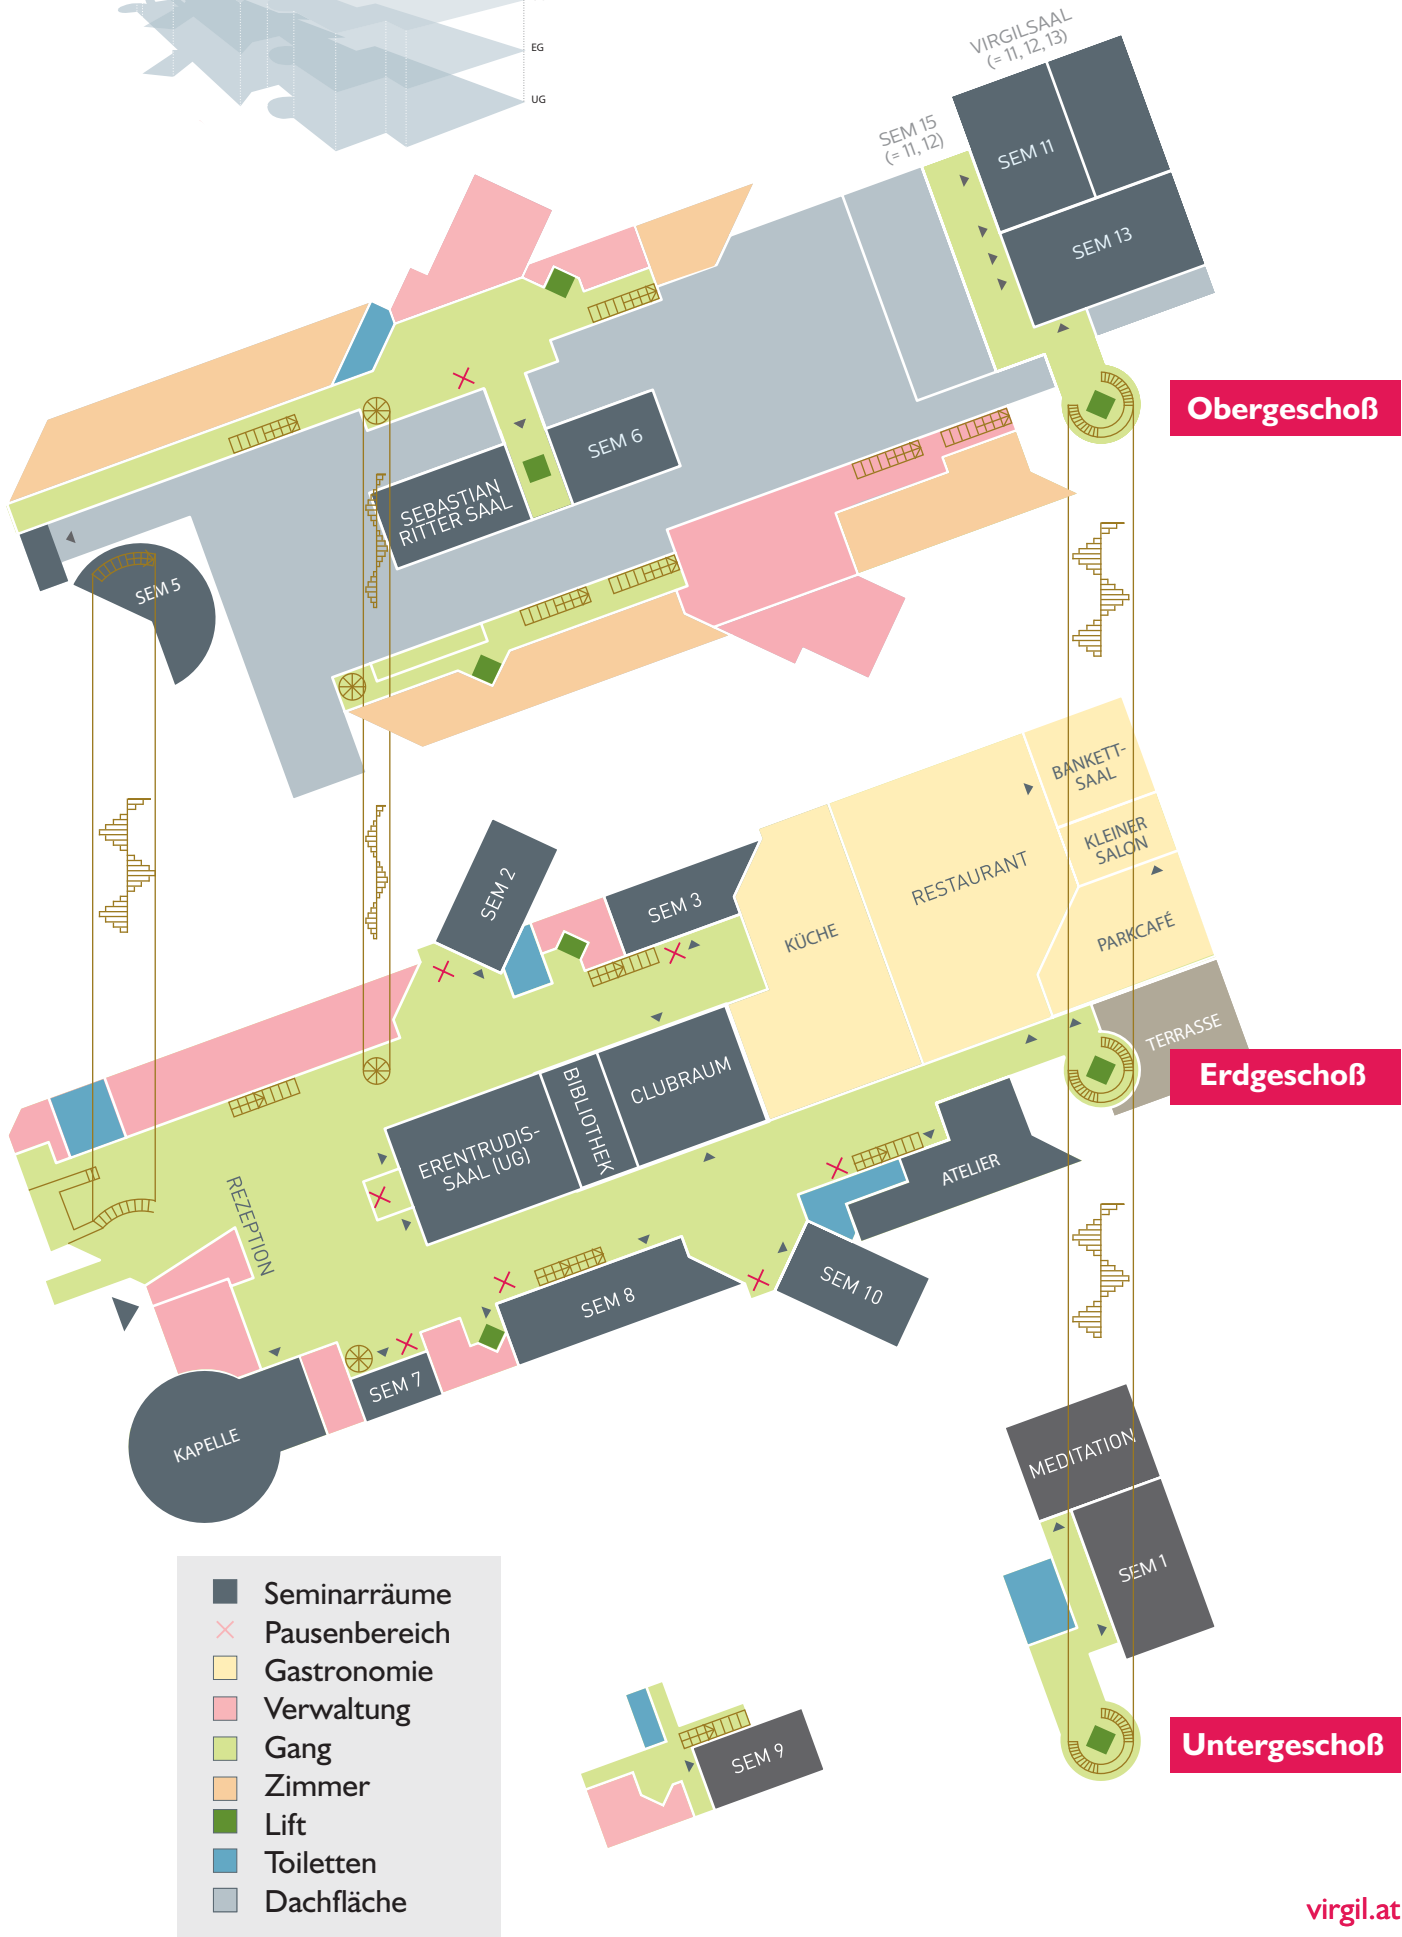 EG
UG
VIRGILSAAL
(= 11, 12, 13)
SEM 15
(= 11, 12)
SEM 11
SEM 13
Obergeschoß
SEM 6
SEBASTIAN
RITTER SAAL
SEM 5
BANKETT-
SAAL
KLEINER
SALON
RESTAURANT
PARKCAFÉ
KÜCHE
SEM 2
SEM 3
TERRASSE
Erdgeschoß
CLUBRAUM
BIBLIOTHEK
ERENTRUDIS-
SAAL (UG)
ATELIER
REZEPTION
SEM 10
SEM 8
SEM 7
KAPELLE
MEDITATION
SEM 1
Untergeschoß
SEM 9
Seminarräume
Pausenbereich
Gastronomie
Verwaltung
Gang
Zimmer
Lift
Toiletten
Dachfläche
virgil.at